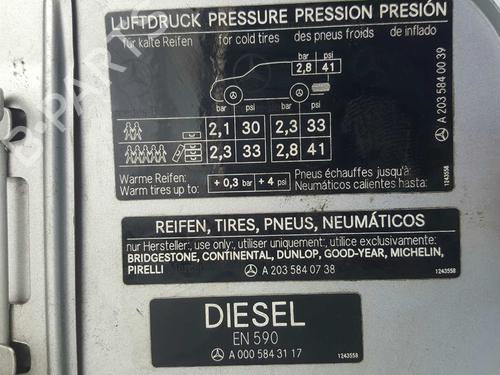 LUFTDRUCK PRESSURE PRESSION PRESIÓN
für kalte Reifen for cold tires des pneus froids de inflado
bar psi
2,8 41
bar psi bar psi
2,1 30 2,3 33
2,3 33 2,8 41
Warme Reifen:
Warm tires up to: + 0,3 bar + 4 psi
Pneus échauffes jusqu'à:
Neumáticos calientes hasta:
A 203 584 00 39
1243558
REIFEN, TIRES, PNEUS, NEUMÁTICOS
nur Hersteller:, use only:, utiliser uniquement:, utilice exclusivamente:
BRIDGESTONE, CONTINENTAL, DUNLOP, GOOD-YEAR, MICHELIN,
PIRELLI
A 203 584 07 38 1243558
DIESEL
EN 590
A 000 584 31 17 1243558